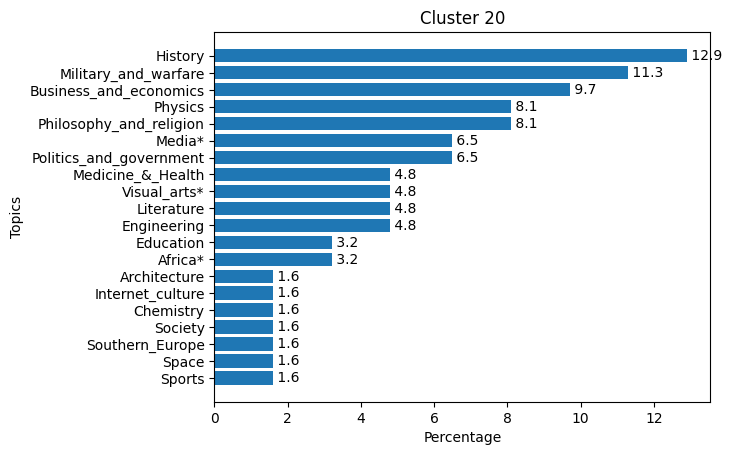 Cluster 20
Topics
History 12.9
Military_and_warfare 11.3
Business_and_economics 9.7
Physics 8.1
Philosophy_and_religion 8.1
Media* 6.5
Politics_and_government 6.5
Medicine_&_Health 4.8
Visual_arts* 4.8
Literature 4.8
Engineering 4.8
Education 3.2
Africa* 3.2
Architecture 1.6
Internet_culture 1.6
Chemistry 1.6
Society 1.6
Southern_Europe 1.6
Space 1.6
Sports 1.6
0 2 4 6 8 10 12
Percentage